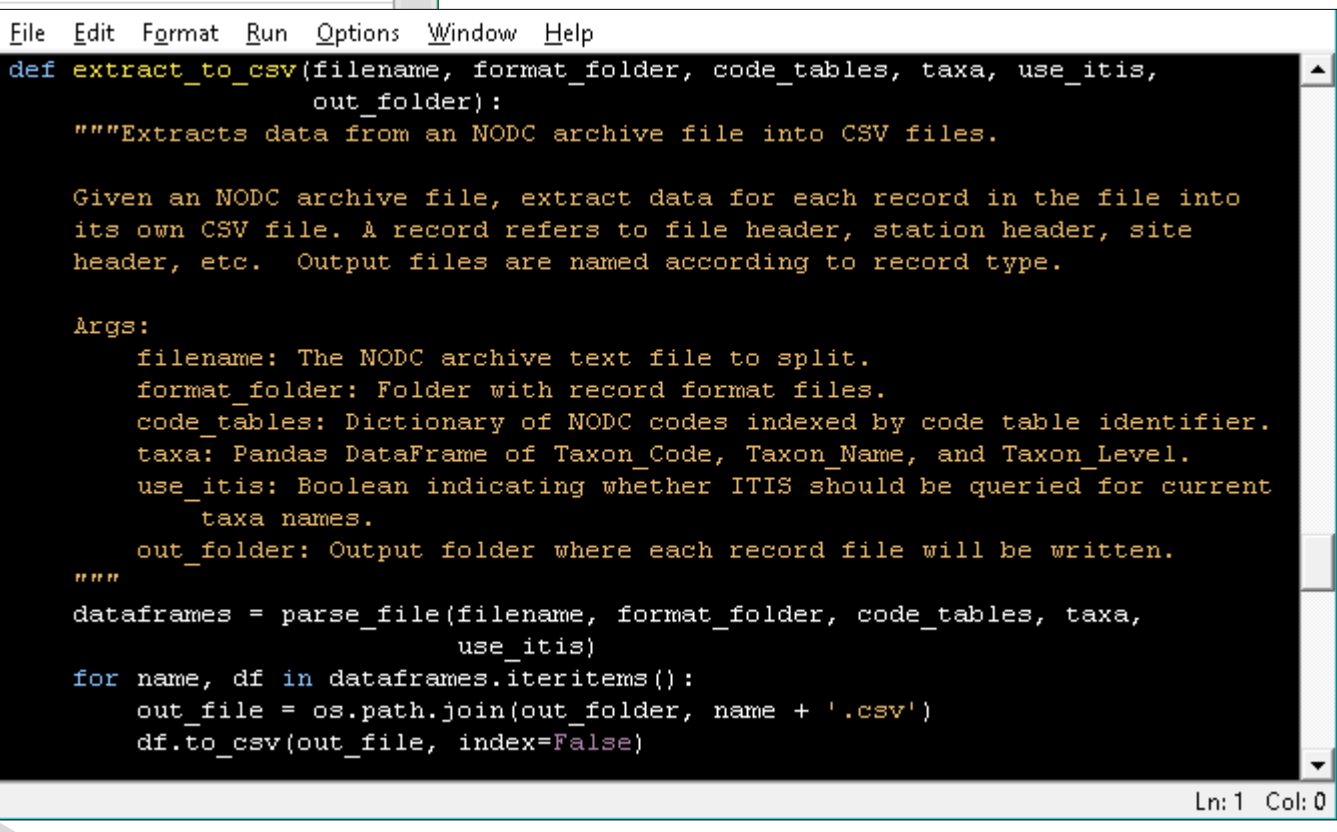 File Edit Format Run Options Window Help
def extract_to_csv(filename, format_folder, code_tables, taxa, use_itis,
                   out_folder):
    """Extracts data from an NODC archive file into CSV files.

    Given an NODC archive file, extract data for each record in the file into
    its own CSV file. A record refers to file header, station header, site
    header, etc.  Output files are named according to record type.

    Args:
        filename: The NODC archive text file to split.
        format_folder: Folder with record format files.
        code_tables: Dictionary of NODC codes indexed by code table identifier.
        taxa: Pandas DataFrame of Taxon_Code, Taxon_Name, and Taxon_Level.
        use_itis: Boolean indicating whether ITIS should be queried for current
            taxa names.
        out_folder: Output folder where each record file will be written.
    """
    dataframes = parse_file(filename, format_folder, code_tables, taxa,
                            use_itis)
    for name, df in dataframes.iteritems():
        out_file = os.path.join(out_folder, name + '.csv')
        df.to_csv(out_file, index=False)
Ln: 1 Col: 0